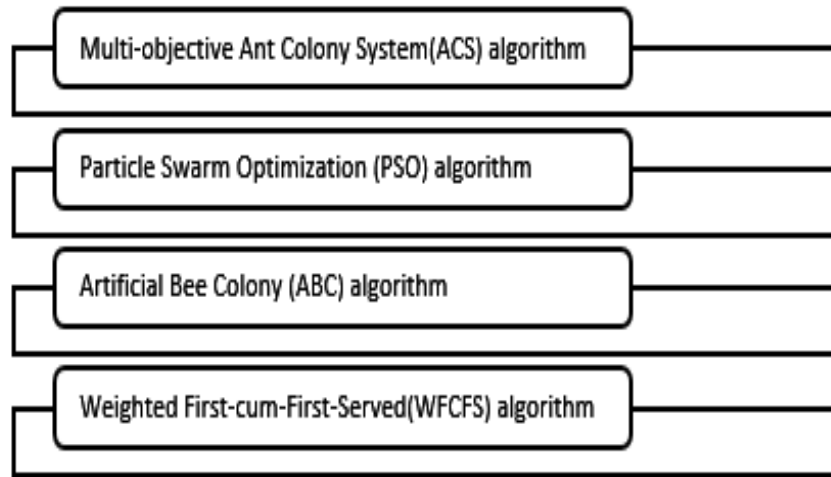 Multi-objective Ant Colony System(ACS) algorithm
Particle Swarm Optimization (PSO) algorithm
Artificial Bee Colony (ABC) algorithm
Weighted First-cum-First-Served(WFCFS) algorithm